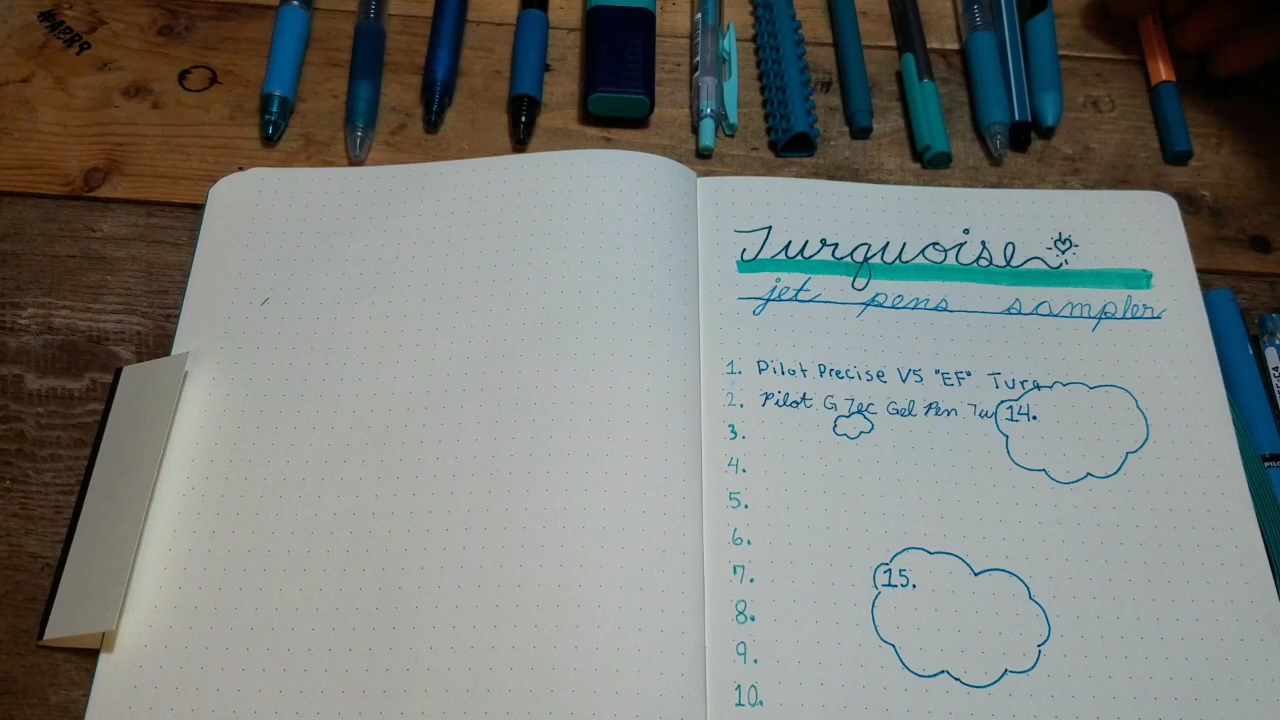 Turquoise
jet pens sampler
1. Pilot Precise V5 "EF" Turq
2. Pilot G Tec Gel Pen Tu
14.
3.
4.
5.
6.
7.
15.
8.
9.
10.